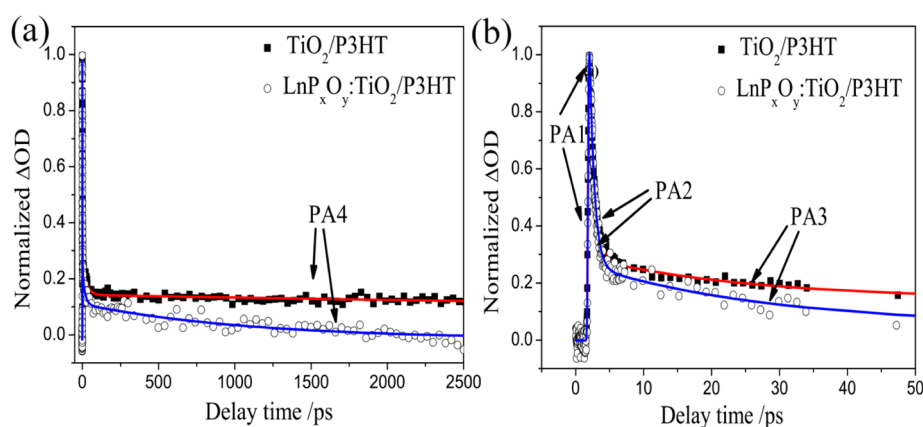 (a)
TiO₂/P3HT
LnPₓOᵧ:TiO₂/P3HT
PA4
Normalized ΔOD
1.0
0.8
0.6
0.4
0.2
0.0
0
500
1000
1500
2000
2500
Delay time /ps
(b)
TiO₂/P3HT
LnPₓOᵧ:TiO₂/P3HT
PA1
PA2
PA3
Normalized ΔOD
1.0
0.8
0.6
0.4
0.2
0.0
0
10
20
30
40
50
Delay time /ps